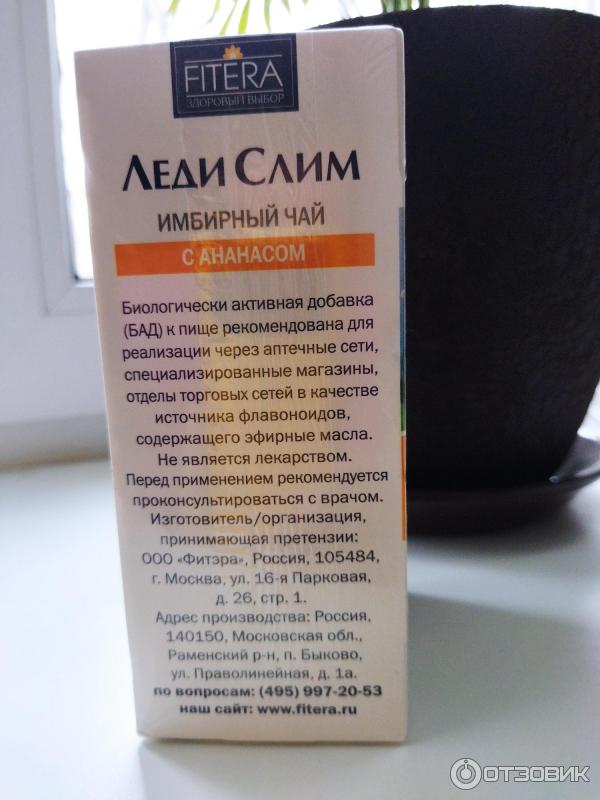 FITERA
ЗДОРОВЫЙ ВЫБОР
ЛЕДИ СЛИМ
ИМБИРНЫЙ ЧАЙ
С АНАНАСОМ
Биологически активная добавка
(БАД) к пище рекомендована для
реализации через аптечные сети,
специализированные магазины,
отделы торговых сетей в качестве
источника флавоноидов,
содержащего эфирные масла.
Не является лекарством.
Перед применением рекомендуется
проконсультироваться с врачом.
Изготовитель/организация,
принимающая претензии:
ООО «Фитэра», Россия, 105484,
г. Москва, ул. 16-я Парковая,
д. 26, стр. 1.
Адрес производства: Россия,
140150, Московская обл.,
Раменский р-н, п. Быково,
ул. Праволинейная, д. 1а.
по вопросам: (495) 997-20-53
наш сайт: www.fitera.ru
ОТЗОВИК